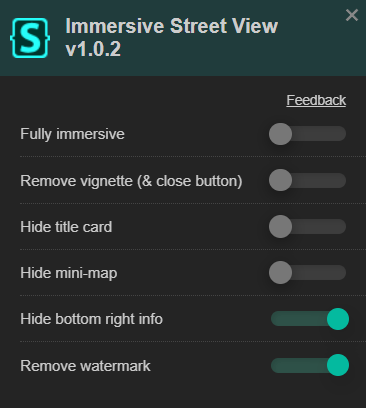 Immersive Street View
v1.0.2
Feedback
Fully immersive
Remove vignette (& close button)
Hide title card
Hide mini-map
Hide bottom right info
Remove watermark